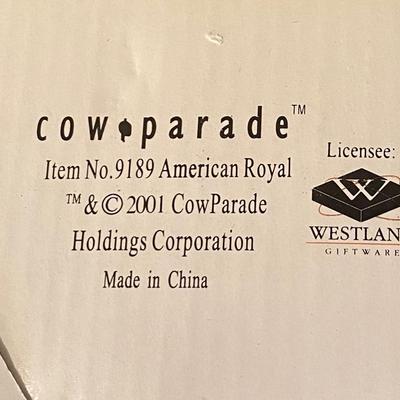 cow parade™
Item No.9189 American Royal
™ & © 2001 CowParade
Holdings Corporation
Made in China
Licensee:
W
WESTLAN
GIFTWARE